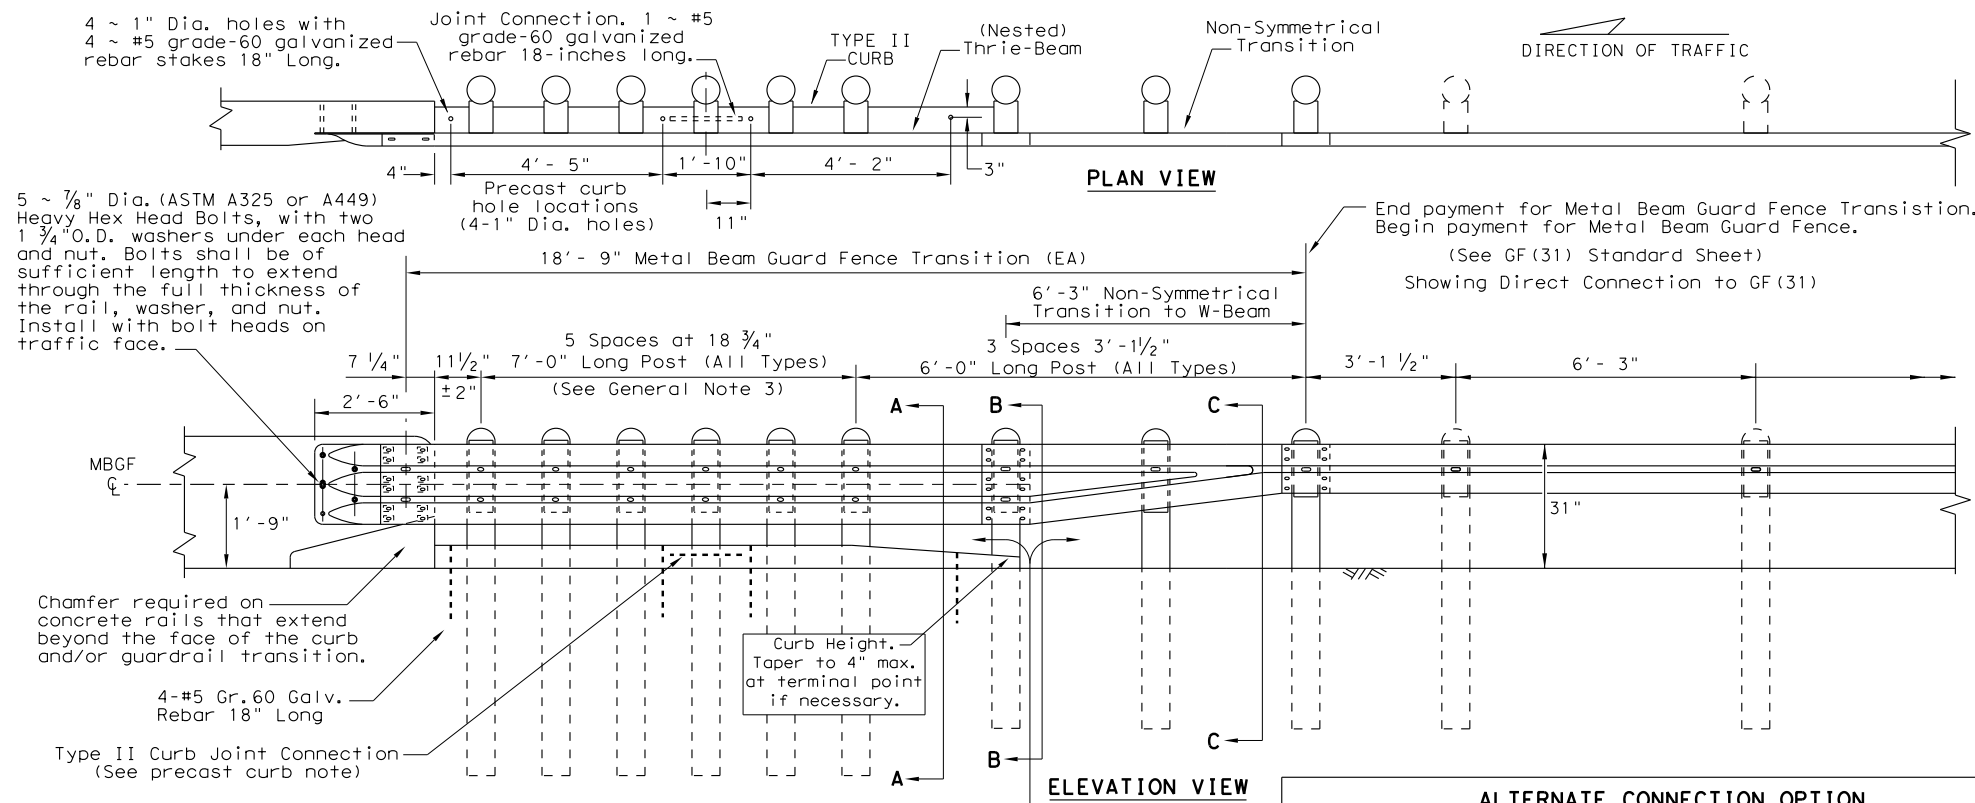 4 ~ 1" Dia. holes with
4 ~ #5 grade-60 galvanized
rebar stakes 18" Long.
Joint Connection. 1 ~ #5
grade-60 galvanized
rebar 18-inches long.
TYPE II
CURB
(Nested)
Thrie-Beam
Non-Symmetrical
Transition
DIRECTION OF TRAFFIC
4"
4'- 5"
1'-10"
4'- 2"
3"
11"
Precast curb
hole locations
(4-1" Dia. holes)
PLAN VIEW
5 ~ 7/8" Dia. (ASTM A325 or A449)
Heavy Hex Head Bolts, with two
1 3/4"O.D. washers under each head
and nut. Bolts shall be of
sufficient length to extend
through the full thickness of
the rail, washer, and nut.
Install with bolt heads on
traffic face.
End payment for Metal Beam Guard Fence Transistion.
Begin payment for Metal Beam Guard Fence.
(See GF(31) Standard Sheet)
Showing Direct Connection to GF(31)
18'- 9" Metal Beam Guard Fence Transition (EA)
6'-3" Non-Symmetrical
Transition to W-Beam
5 Spaces at 18 3/4"
7'-0" Long Post (All Types)
(See General Note 3)
3 Spaces 3'-1 1/2"
6'-0" Long Post (All Types)
7 1/4"
11 1/2"
±2"
3'-1 1/2"
6'- 3"
2'-6"
A
B
C
MBGF
CL
1'-9"
31"
Chamfer required on
concrete rails that extend
beyond the face of the curb
and/or guardrail transition.
4-#5 Gr.60 Galv.
Rebar 18" Long
Type II Curb Joint Connection
(See precast curb note)
Curb Height.
Taper to 4" max.
at terminal point
if necessary.
A
B
C
ELEVATION VIEW
ALTERNATE CONNECTION OPTION